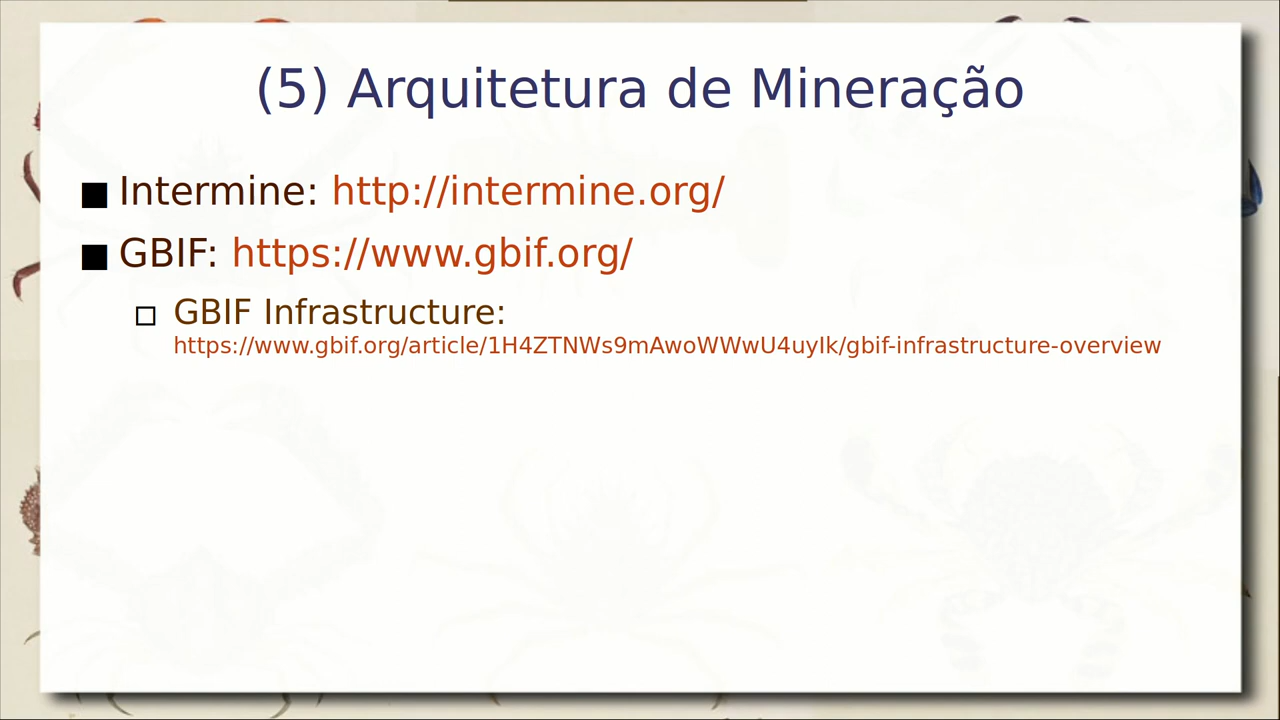 (5) Arquitetura de Mineração
Intermine: http://intermine.org/
GBIF: https://www.gbif.org/
GBIF Infrastructure:
https://www.gbif.org/article/1H4ZTNWs9mAwoWWwU4uyIk/gbif-infrastructure-overview